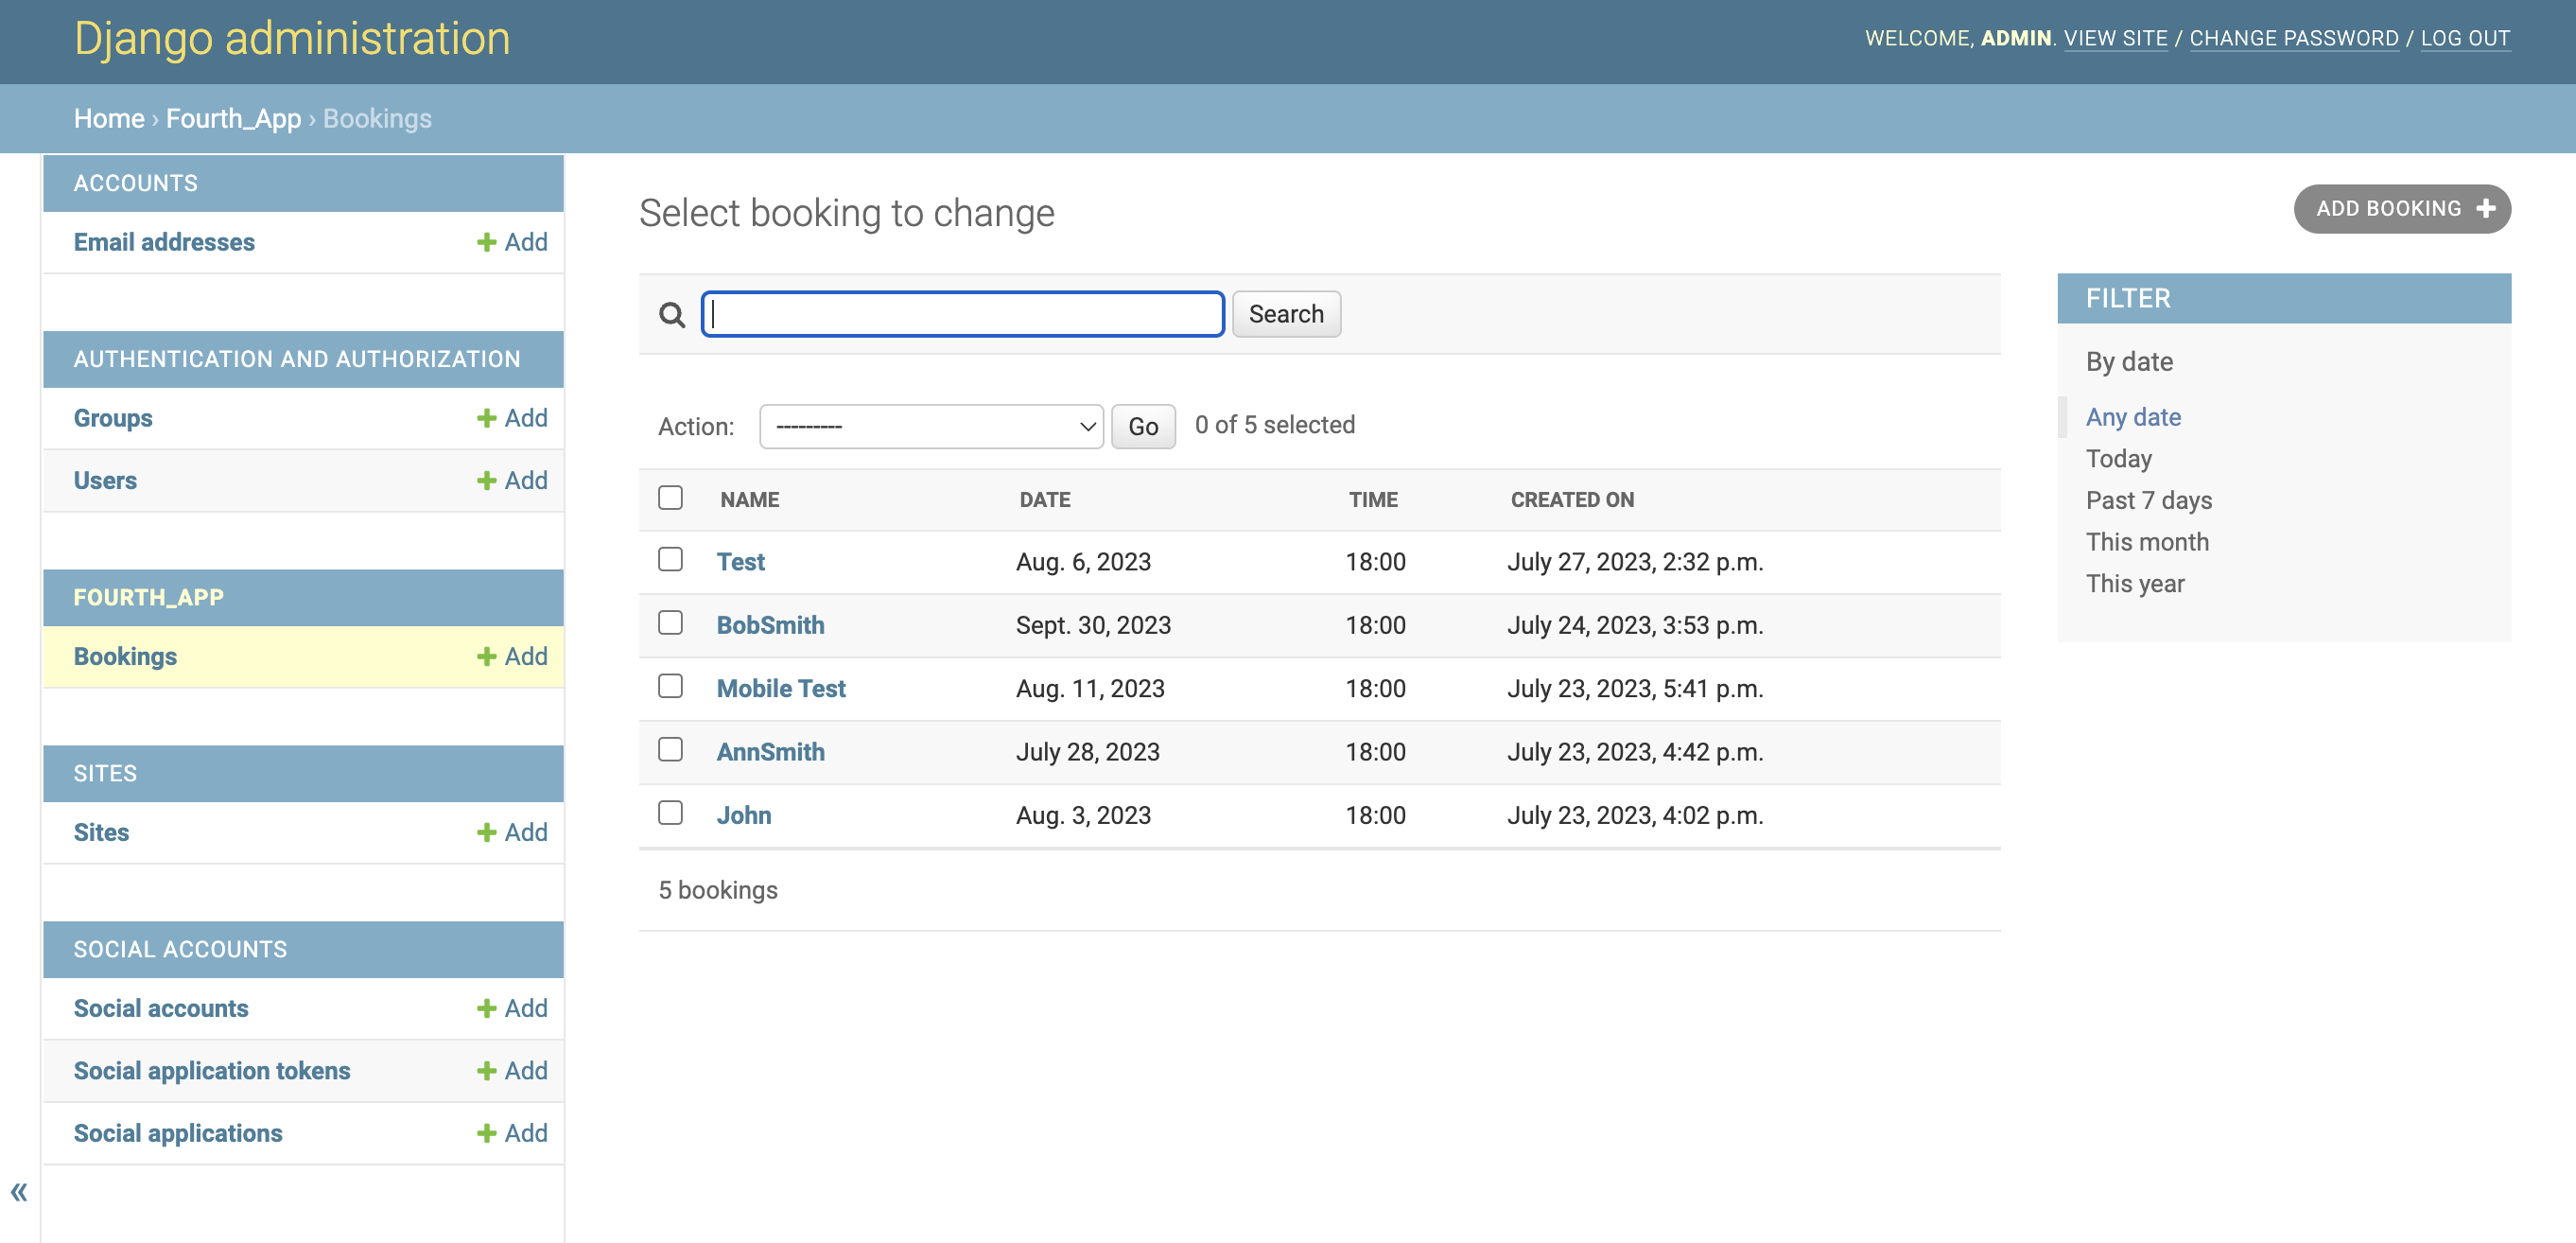 Django administration
WELCOME, ADMIN. VIEW SITE / CHANGE PASSWORD / LOG OUT
Home › Fourth_App › Bookings
ACCOUNTS
Email addresses + Add
AUTHENTICATION AND AUTHORIZATION
Groups + Add
Users + Add
FOURTH_APP
Bookings + Add
SITES
Sites + Add
SOCIAL ACCOUNTS
Social accounts + Add
Social application tokens + Add
Social applications + Add
«
Select booking to change
ADD BOOKING +
Search
Action: --------- Go 0 of 5 selected
NAME DATE TIME CREATED ON
Test Aug. 6, 2023 18:00 July 27, 2023, 2:32 p.m.
BobSmith Sept. 30, 2023 18:00 July 24, 2023, 3:53 p.m.
Mobile Test Aug. 11, 2023 18:00 July 23, 2023, 5:41 p.m.
AnnSmith July 28, 2023 18:00 July 23, 2023, 4:42 p.m.
John Aug. 3, 2023 18:00 July 23, 2023, 4:02 p.m.
5 bookings
FILTER
By date
Any date
Today
Past 7 days
This month
This year